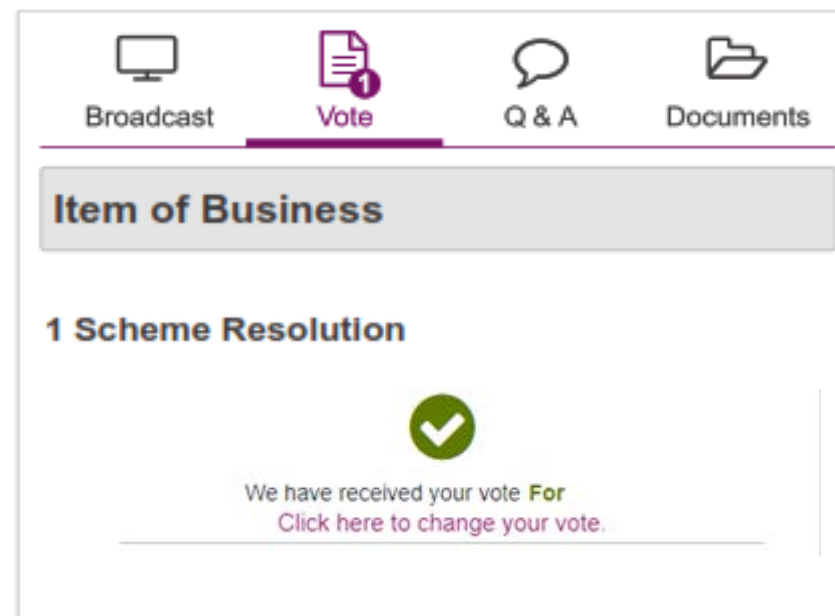 1
Broadcast Vote Q & A Documents
Item of Business
1 Scheme Resolution
We have received your vote For
Click here to change your vote.